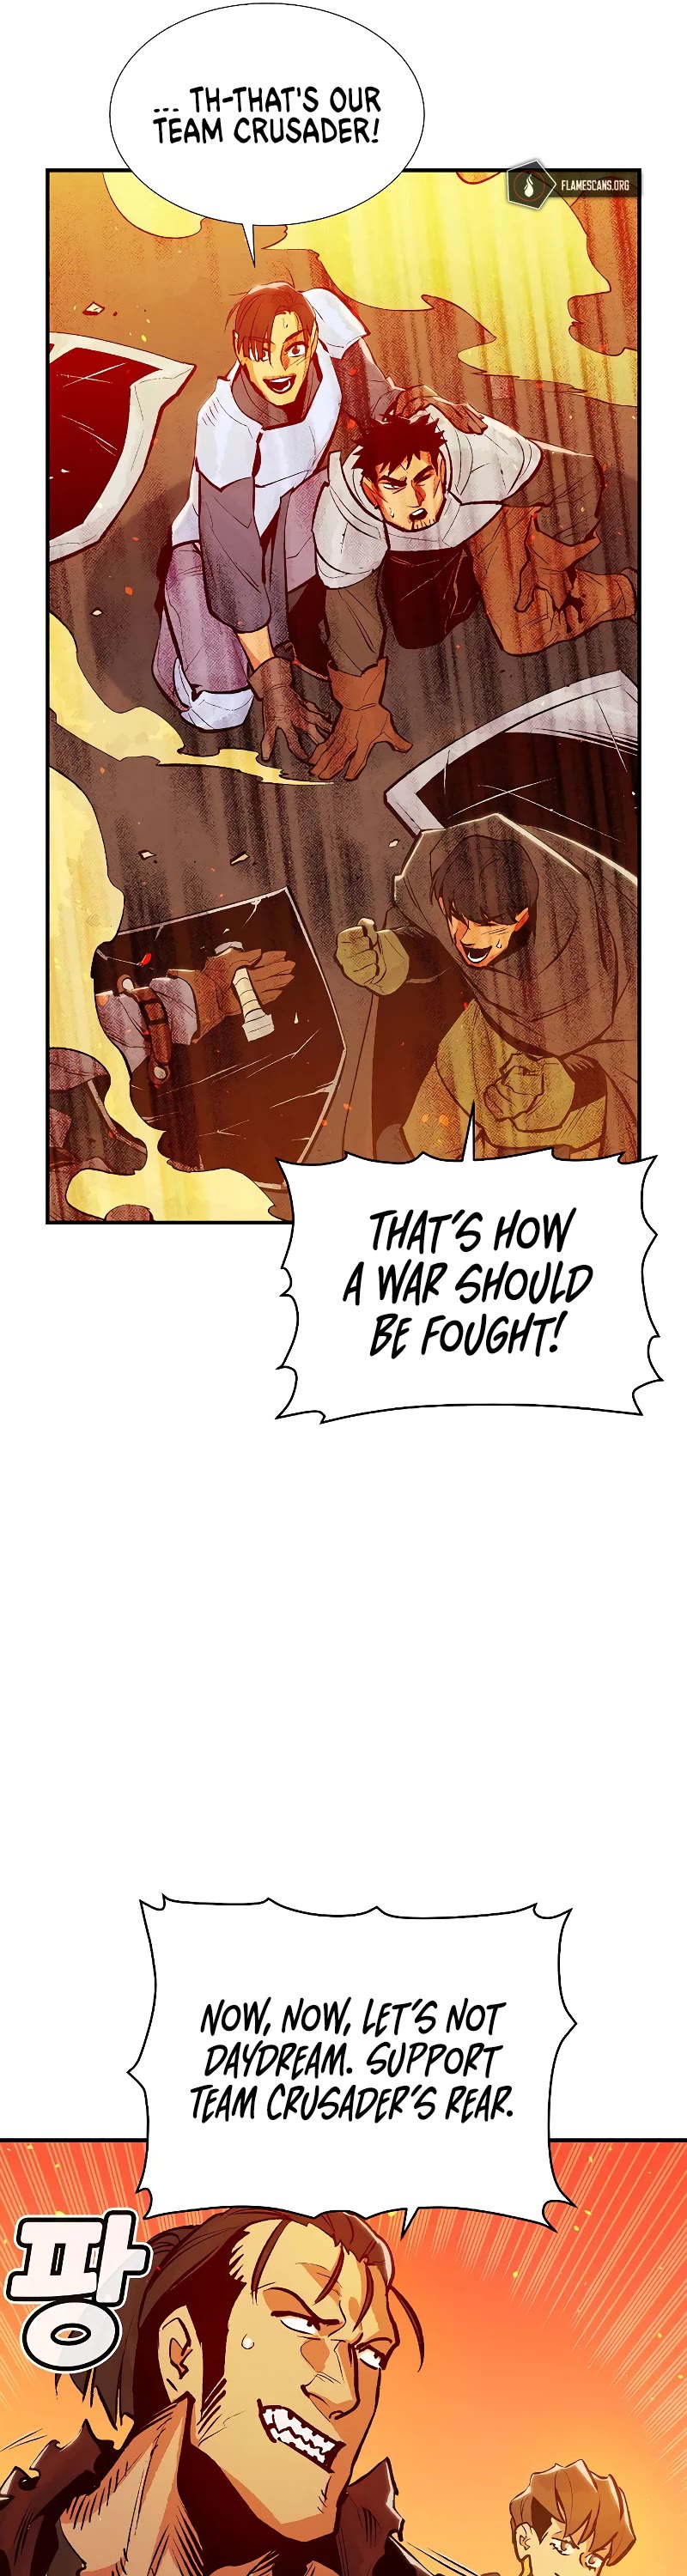 ... TH-THAT'S OUR
TEAM CRUSADER!
FLAMESCANS.ORG
THAT'S HOW
A WAR SHOULD
BE FOUGHT!
NOW, NOW, LET'S NOT
DAYDREAM. SUPPORT
TEAM CRUSADER'S REAR.
팡